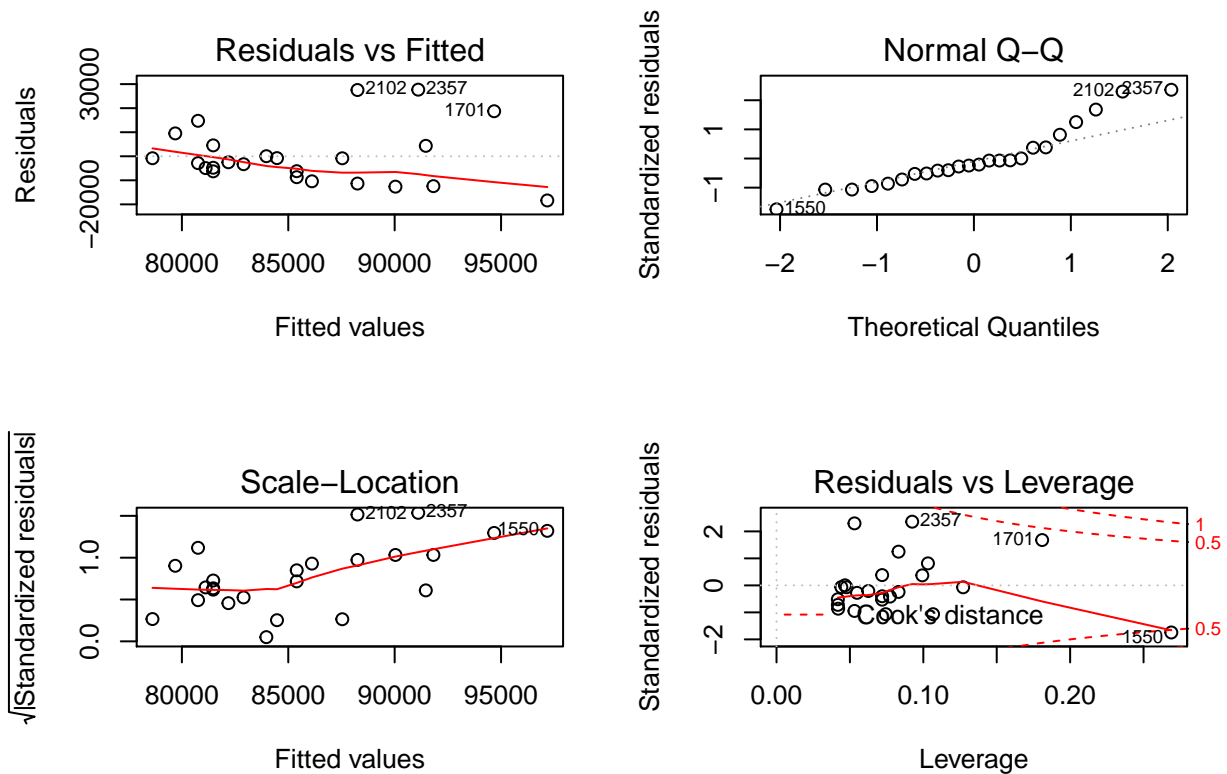 Residuals vs Fitted
Residuals
30000
−20000
2102
2357
1701
80000 85000 90000 95000
Fitted values
Normal Q−Q
Standardized residuals
1
−1
2102
2357
1550
−2 −1 0 1 2
Theoretical Quantiles
Scale−Location
√|Standardized residuals|
1.0
0.0
2102
2357
1550
80000 85000 90000 95000
Fitted values
Residuals vs Leverage
Standardized residuals
2
0
−2
2357
1701
1550
Cook's distance
1
0.5
0.5
0.00 0.10 0.20
Leverage